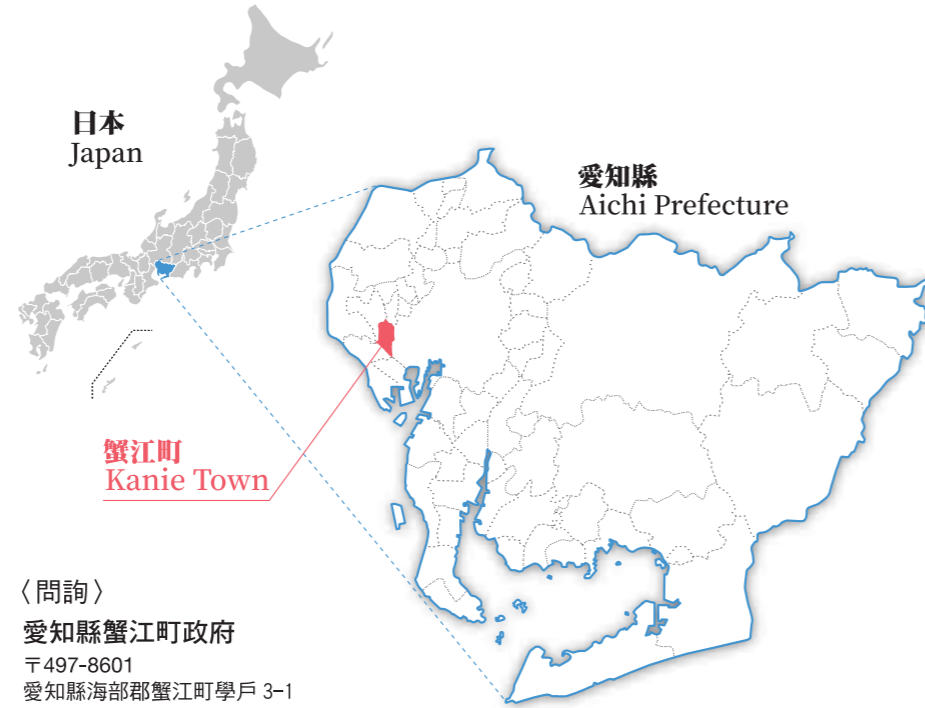 日本
Japan
愛知縣
Aichi Prefecture
蟹江町
Kanie Town
〈問詢〉
愛知縣蟹江町政府
〒497-8601
愛知縣海部郡蟹江町學戶 3-1